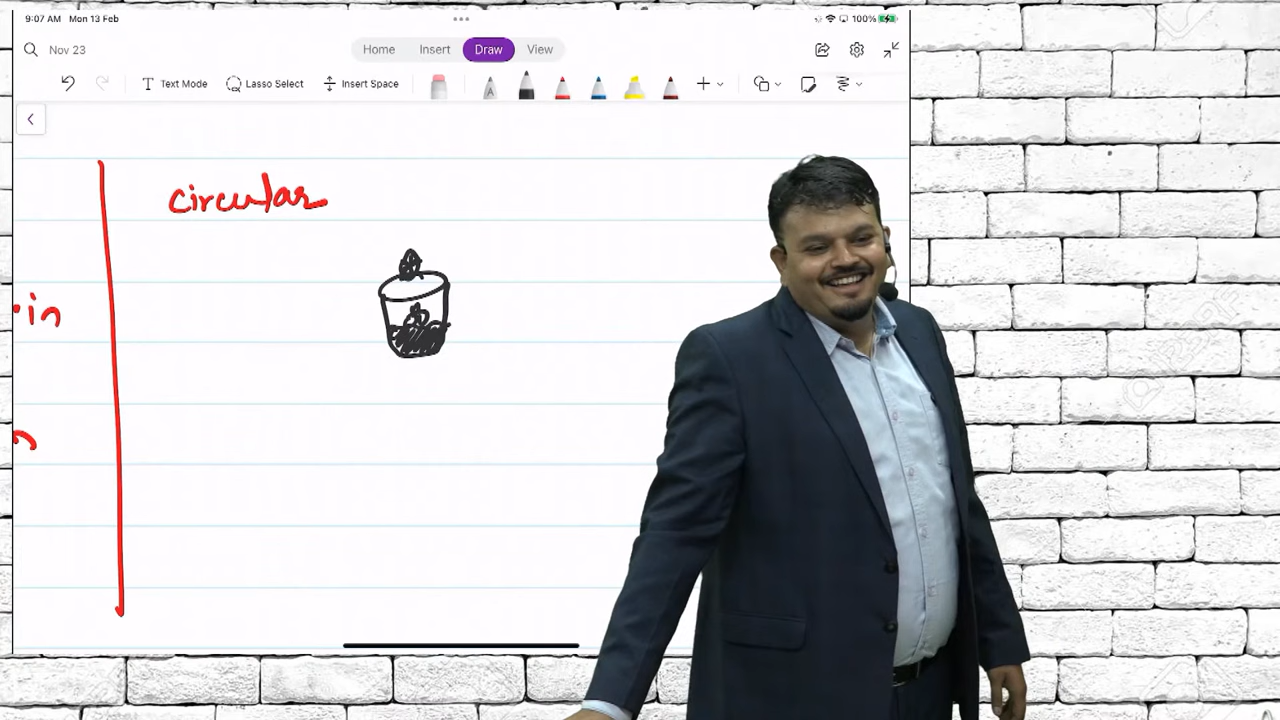 9:07 AM Mon 13 Feb
100%
Nov 23
Home Insert Draw View
Text Mode Lasso Select Insert Space
circular
in